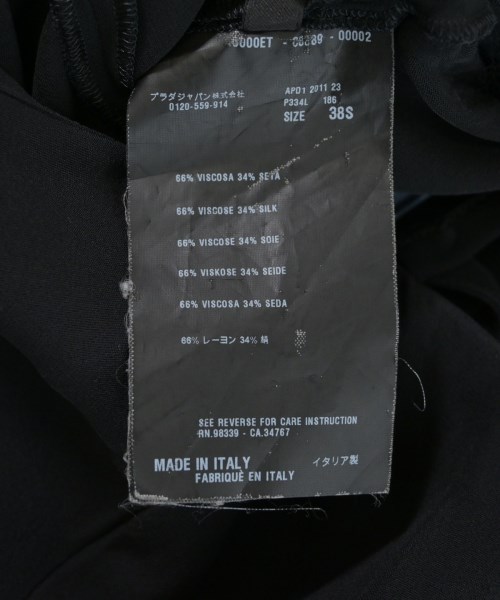 - 00002
プラダジャパン株式会社
0120-559-914
AP01 2011 23
P334L 186
SIZE 38S
66% VISCOSA 34% SETA
66% VISCOSE 34% SILK
66% VISCOSE 34% SOIE
66% VISKOSE 34% SEIDE
66% VISCOSA 34% SEDA
66% レーヨン 34% 絹
SEE REVERSE FOR CARE INSTRUCTION
RN.98339 - CA.34767
MADE IN ITALY イタリア製
FABRIQUÉ EN ITALY